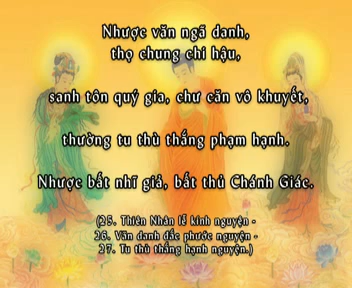 Nhược văn ngã danh,
thọ chung chi hậu,
sanh tôn quý gia, chư căn vô khuyết,
thường tu thù thắng phạm hạnh.
Nhược bất nhĩ giả, bất thủ Chánh Giác.
(25. Thiên Nhân lễ kính nguyện -
26. Văn danh đắc phước nguyện -
27. Tu thù thắng hạnh nguyện.)